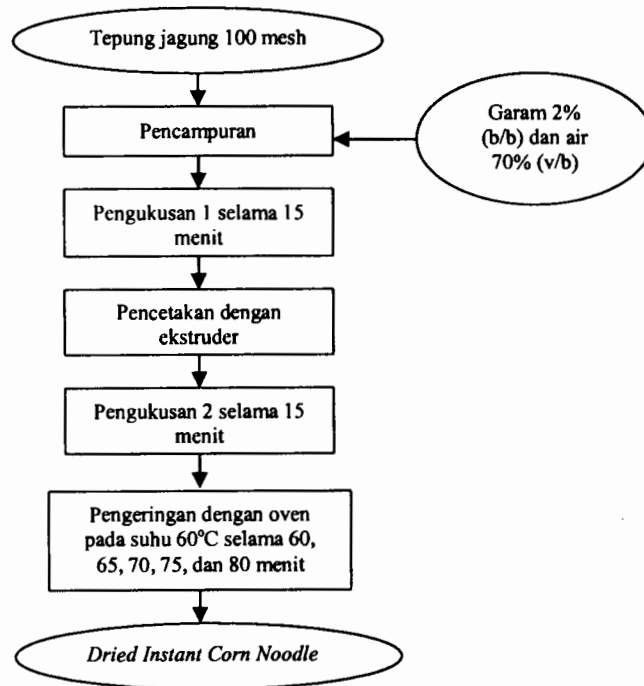 Tepung jagung 100 mesh
Pencampuran
Garam 2%
(b/b) dan air
70% (v/b)
Pengukusan 1 selama 15
menit
Pencetakan dengan
ekstruder
Pengukusan 2 selama 15
menit
Pengeringan dengan oven
pada suhu 60°C selama 60,
65, 70, 75, dan 80 menit
Dried Instant Corn Noodle